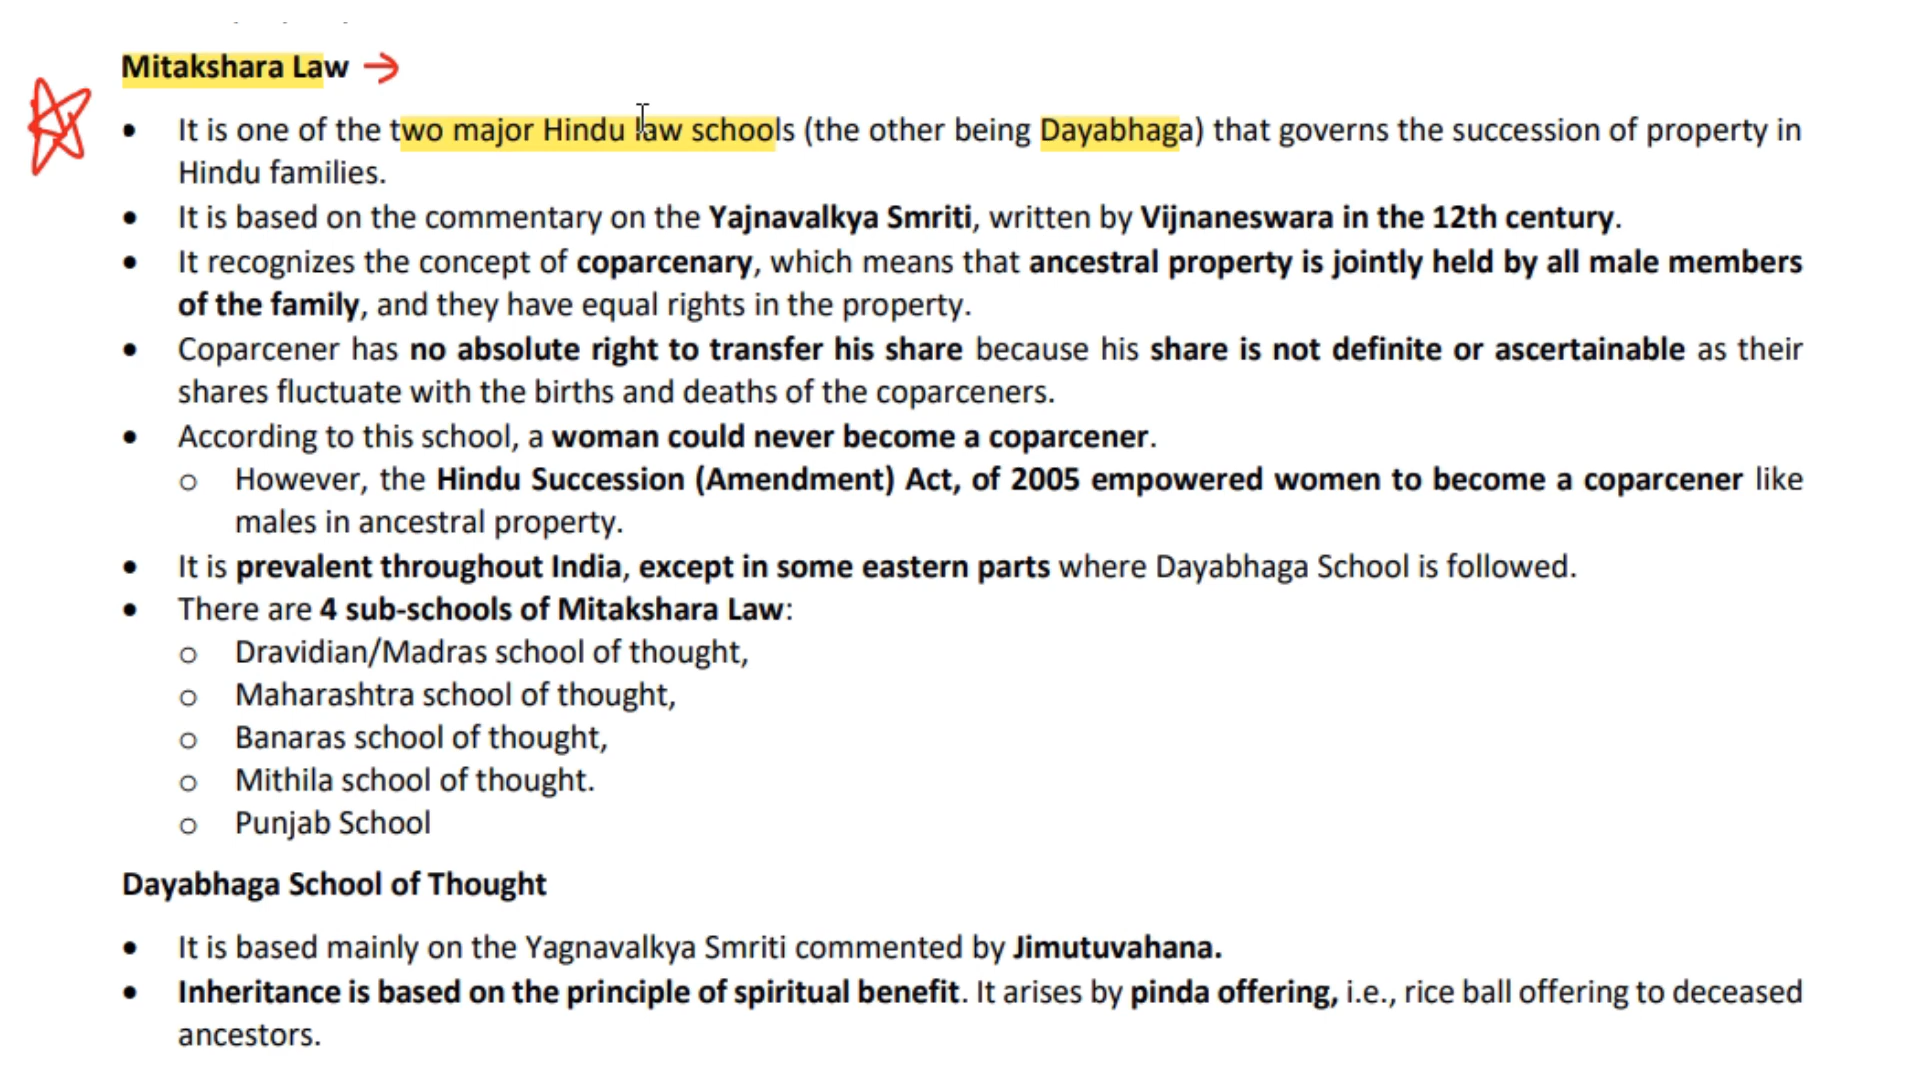 Mitakshara Law
• It is one of the two major Hindu law schools (the other being Dayabhaga) that governs the succession of property in
Hindu families.
• It is based on the commentary on the Yajnavalkya Smriti, written by Vijnaneswara in the 12th century.
• It recognizes the concept of coparcenary, which means that ancestral property is jointly held by all male members
of the family, and they have equal rights in the property.
• Coparcener has no absolute right to transfer his share because his share is not definite or ascertainable as their
shares fluctuate with the births and deaths of the coparceners.
• According to this school, a woman could never become a coparcener.
o However, the Hindu Succession (Amendment) Act, of 2005 empowered women to become a coparcener like
males in ancestral property.
• It is prevalent throughout India, except in some eastern parts where Dayabhaga School is followed.
• There are 4 sub-schools of Mitakshara Law:
o Dravidian/Madras school of thought,
o Maharashtra school of thought,
o Banaras school of thought,
o Mithila school of thought.
o Punjab School
Dayabhaga School of Thought
• It is based mainly on the Yagnavalkya Smriti commented by Jimutuvahana.
• Inheritance is based on the principle of spiritual benefit. It arises by pinda offering, i.e., rice ball offering to deceased
ancestors.